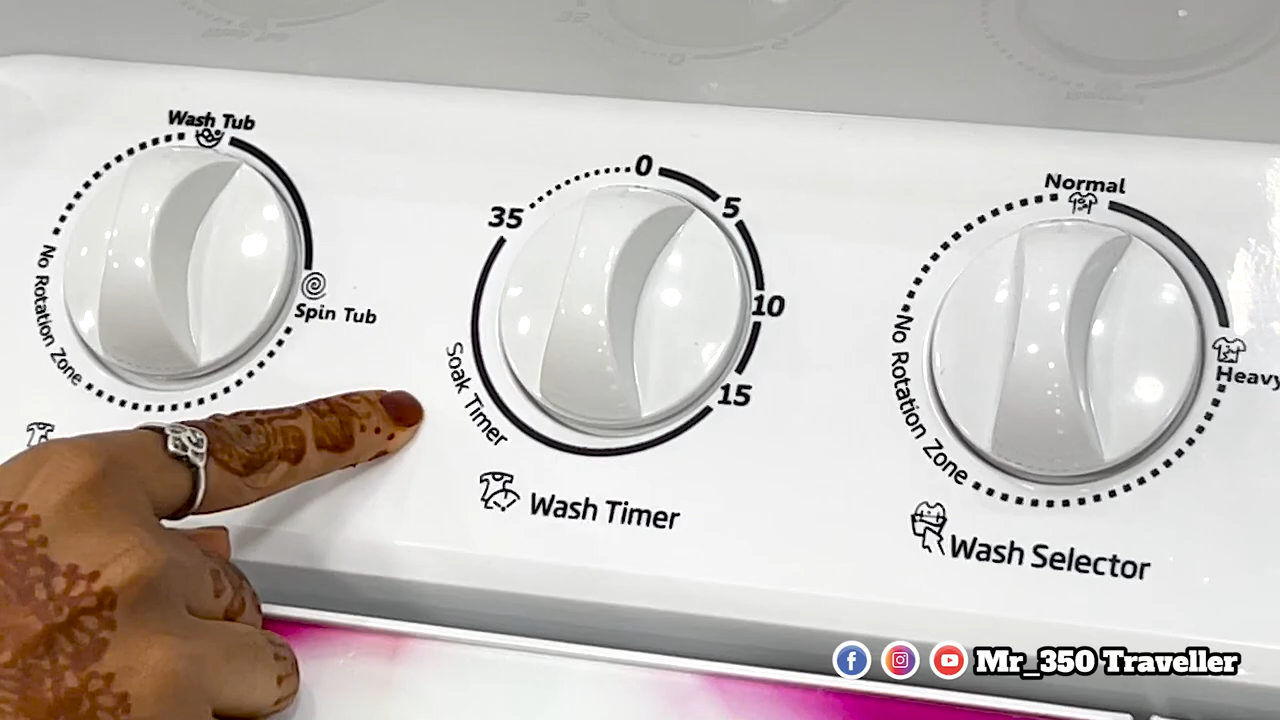 Wash Tub
Spin Tub
No Rotation Zone
0
5
10
15
35
Soak Timer
Wash Timer
Normal
Heavy
No Rotation Zone
Wash Selector
Mr_350 Traveller